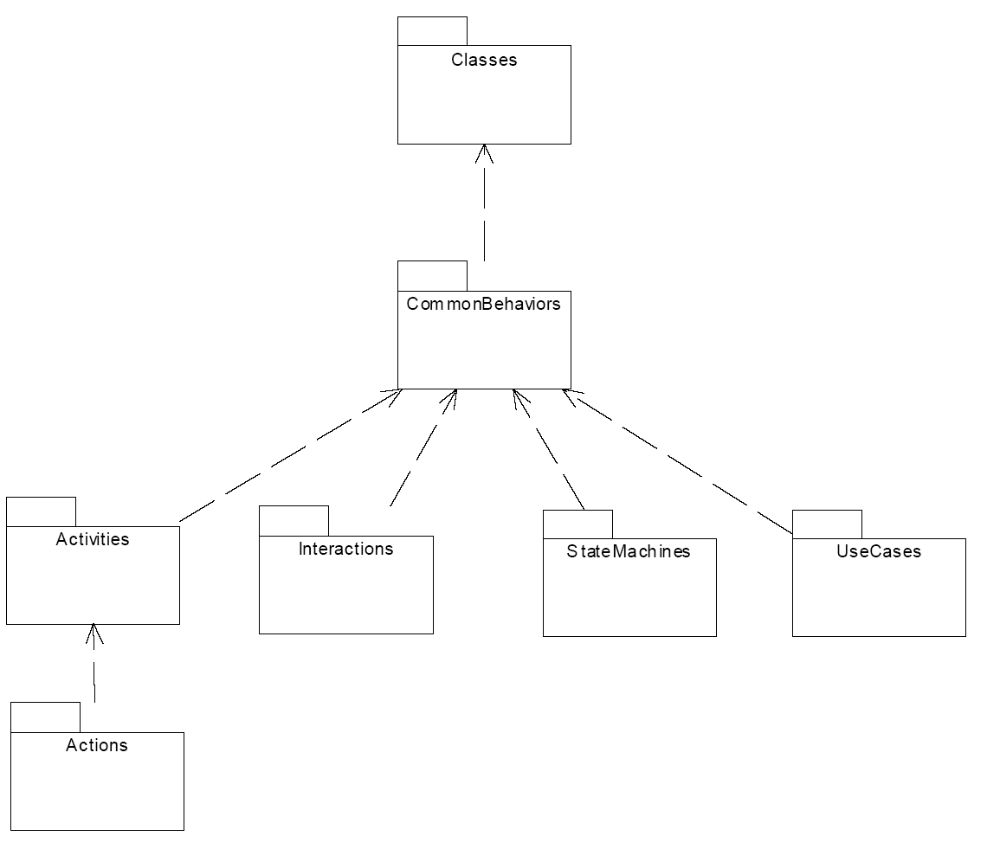 Classes
CommonBehaviors
Activities
Interactions
StateMachines
UseCases
Actions